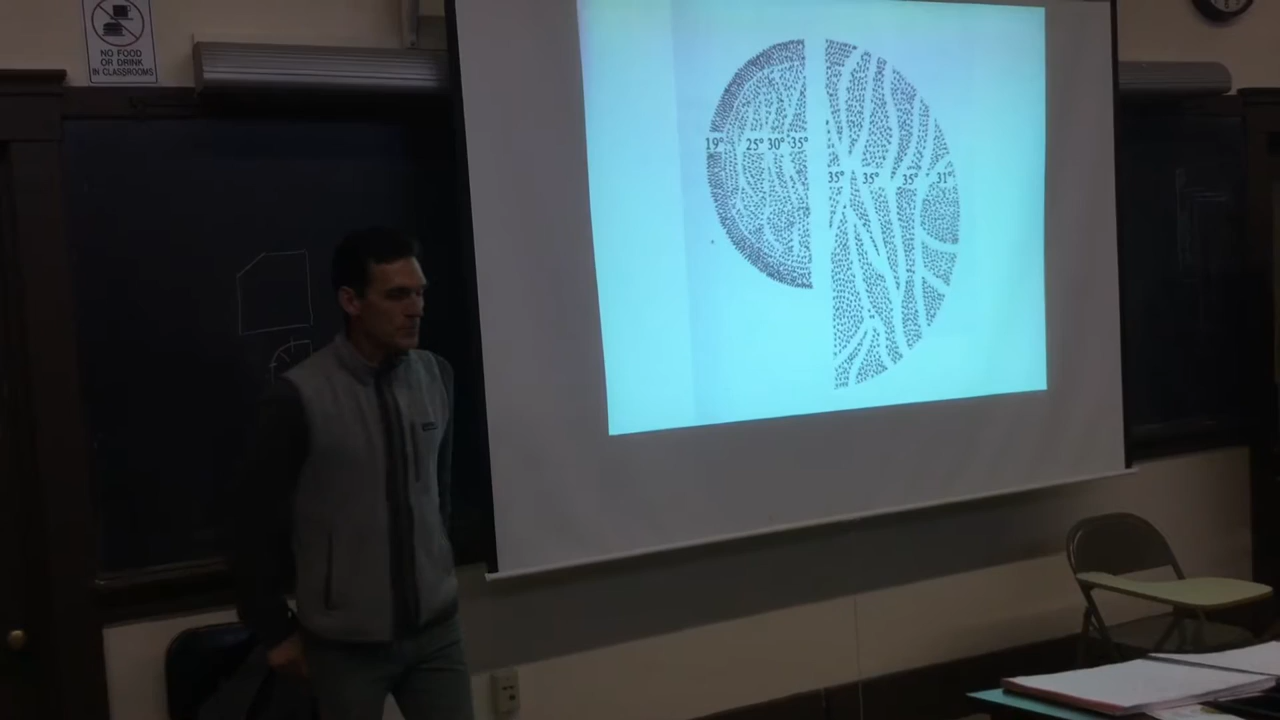 NO FOOD
OR DRINK
IN CLASSROOMS
19° 25° 30° 35°
35° 35° 35° 31°